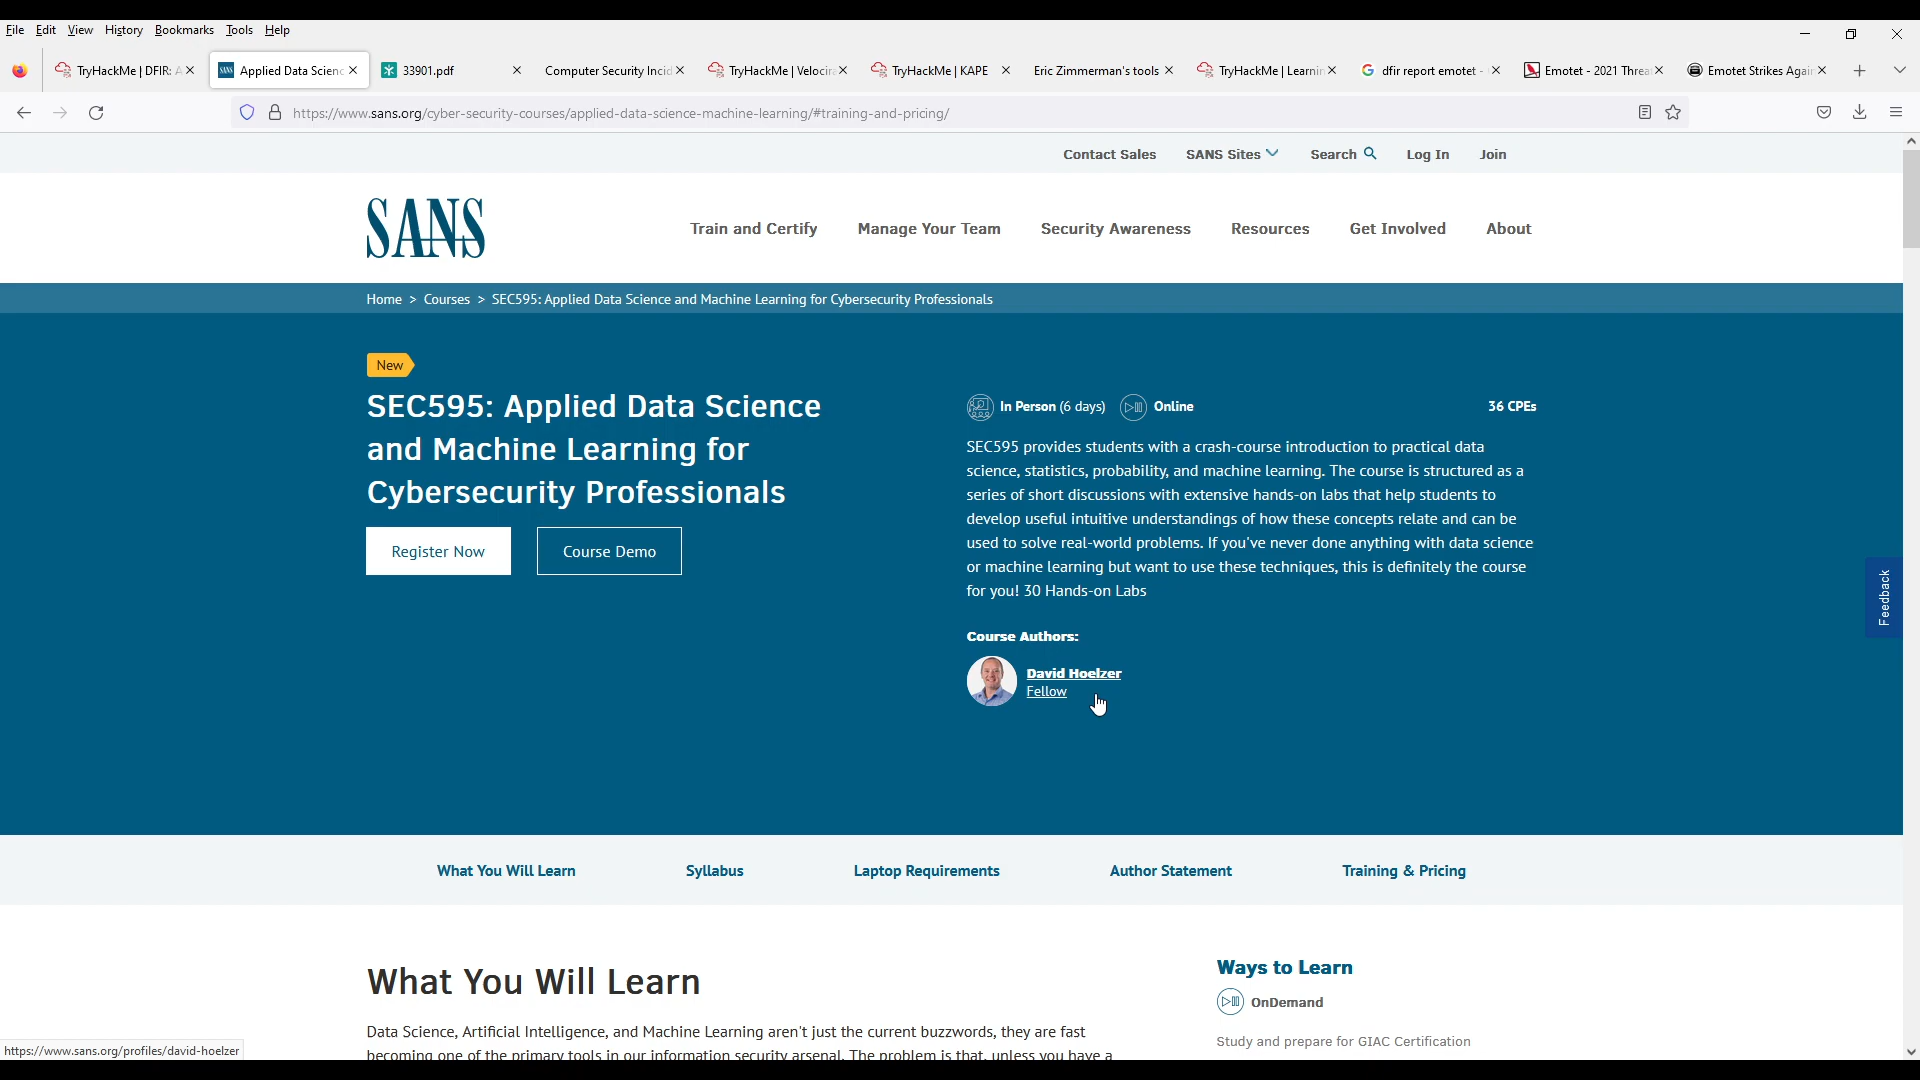 File Edit View History Bookmarks Tools Help
TryHackMe | DFIR: A
Applied Data Scienc
33901.pdf
Computer Security Incid
TryHackMe | Velocira
TryHackMe | KAPE
Eric Zimmerman's tools
TryHackMe | Learnin
dfir report emotet -
Emotet - 2021 Threa
Emotet Strikes Agai
https://www.sans.org/cyber-security-courses/applied-data-science-machine-learning/#training-and-pricing/
Contact Sales SANS Sites Search Log In Join
SANS
Train and Certify Manage Your Team Security Awareness Resources Get Involved About
Home > Courses > SEC595: Applied Data Science and Machine Learning for Cybersecurity Professionals
New
SEC595: Applied Data Science
and Machine Learning for
Cybersecurity Professionals
Register Now Course Demo
In Person (6 days) Online 36 CPEs
SEC595 provides students with a crash-course introduction to practical data
science, statistics, probability, and machine learning. The course is structured as a
series of short discussions with extensive hands-on labs that help students to
develop useful intuitive understandings of how these concepts relate and can be
used to solve real-world problems. If you've never done anything with data science
or machine learning but want to use these techniques, this is definitely the course
for you! 30 Hands-on Labs
Course Authors:
David Hoelzer
Fellow
Feedback
What You Will Learn Syllabus Laptop Requirements Author Statement Training & Pricing
What You Will Learn
Data Science, Artificial Intelligence, and Machine Learning aren't just the current buzzwords, they are fast
becoming one of the primary tools in our information security arsenal. The problem is that, unless you have a
Ways to Learn
OnDemand
Study and prepare for GIAC Certification
https://www.sans.org/profiles/david-hoelzer